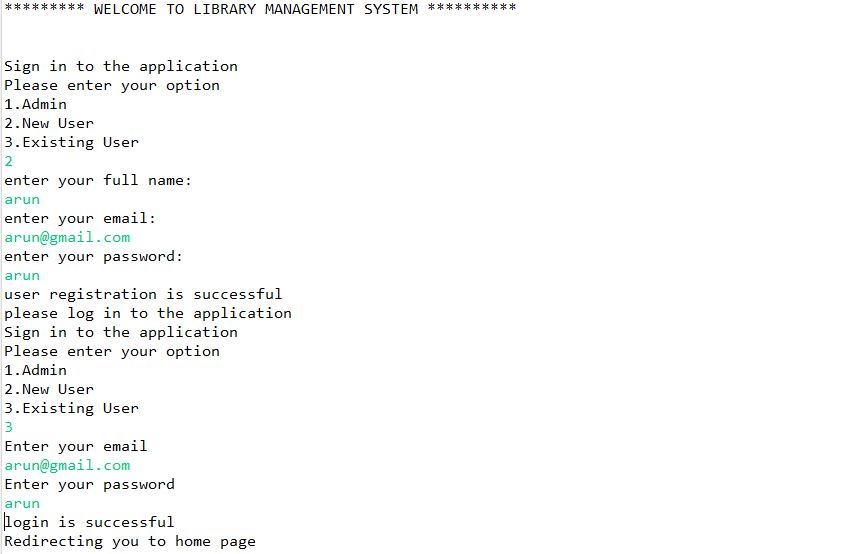 ********* WELCOME TO LIBRARY MANAGEMENT SYSTEM **********
Sign in to the application
Please enter your option
1.Admin
2.New User
3.Existing User
2
enter your full name:
arun
enter your email:
arun@gmail.com
enter your password:
arun
user registration is successful
please log in to the application
Sign in to the application
Please enter your option
1.Admin
2.New User
3.Existing User
3
Enter your email
arun@gmail.com
Enter your password
arun
login is successful
Redirecting you to home page